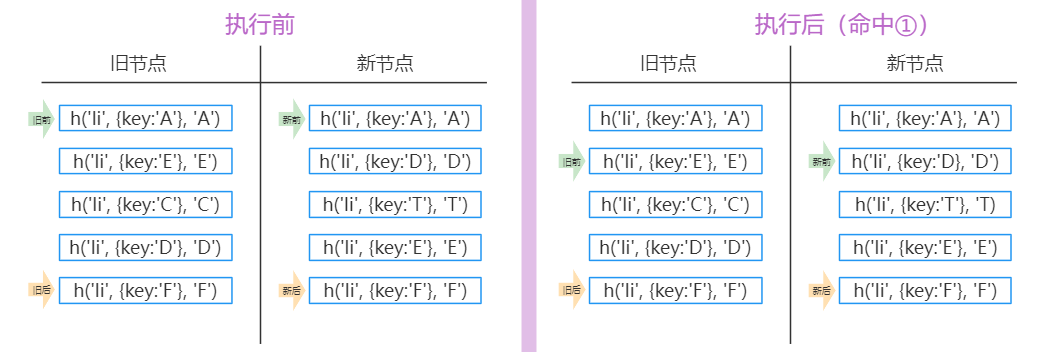 执行前
旧节点 新节点
旧前 h('li', {key:'A'}, 'A') 新前 h('li', {key:'A'}, 'A')
h('li', {key:'E'}, 'E') h('li', {key:'D'}, 'D')
h('li', {key:'C'}, 'C') h('li', {key:'T'}, 'T')
h('li', {key:'D'}, 'D') h('li', {key:'E'}, 'E')
旧后 h('li', {key:'F'}, 'F') 新后 h('li', {key:'F'}, 'F')
执行后（命中①）
旧节点 新节点
h('li', {key:'A'}, 'A') h('li', {key:'A'}, 'A')
旧前 h('li', {key:'E'}, 'E') 新前 h('li', {key:'D}, 'D')
h('li', {key:'C'}, 'C') h('li', {key:'T'}, 'T)
h('li', {key:'D'}, 'D') h('li', {key:'E'}, 'E')
旧后 h('li', {key:'F'}, 'F') 新后 h('li', {key:'F'}, 'F')